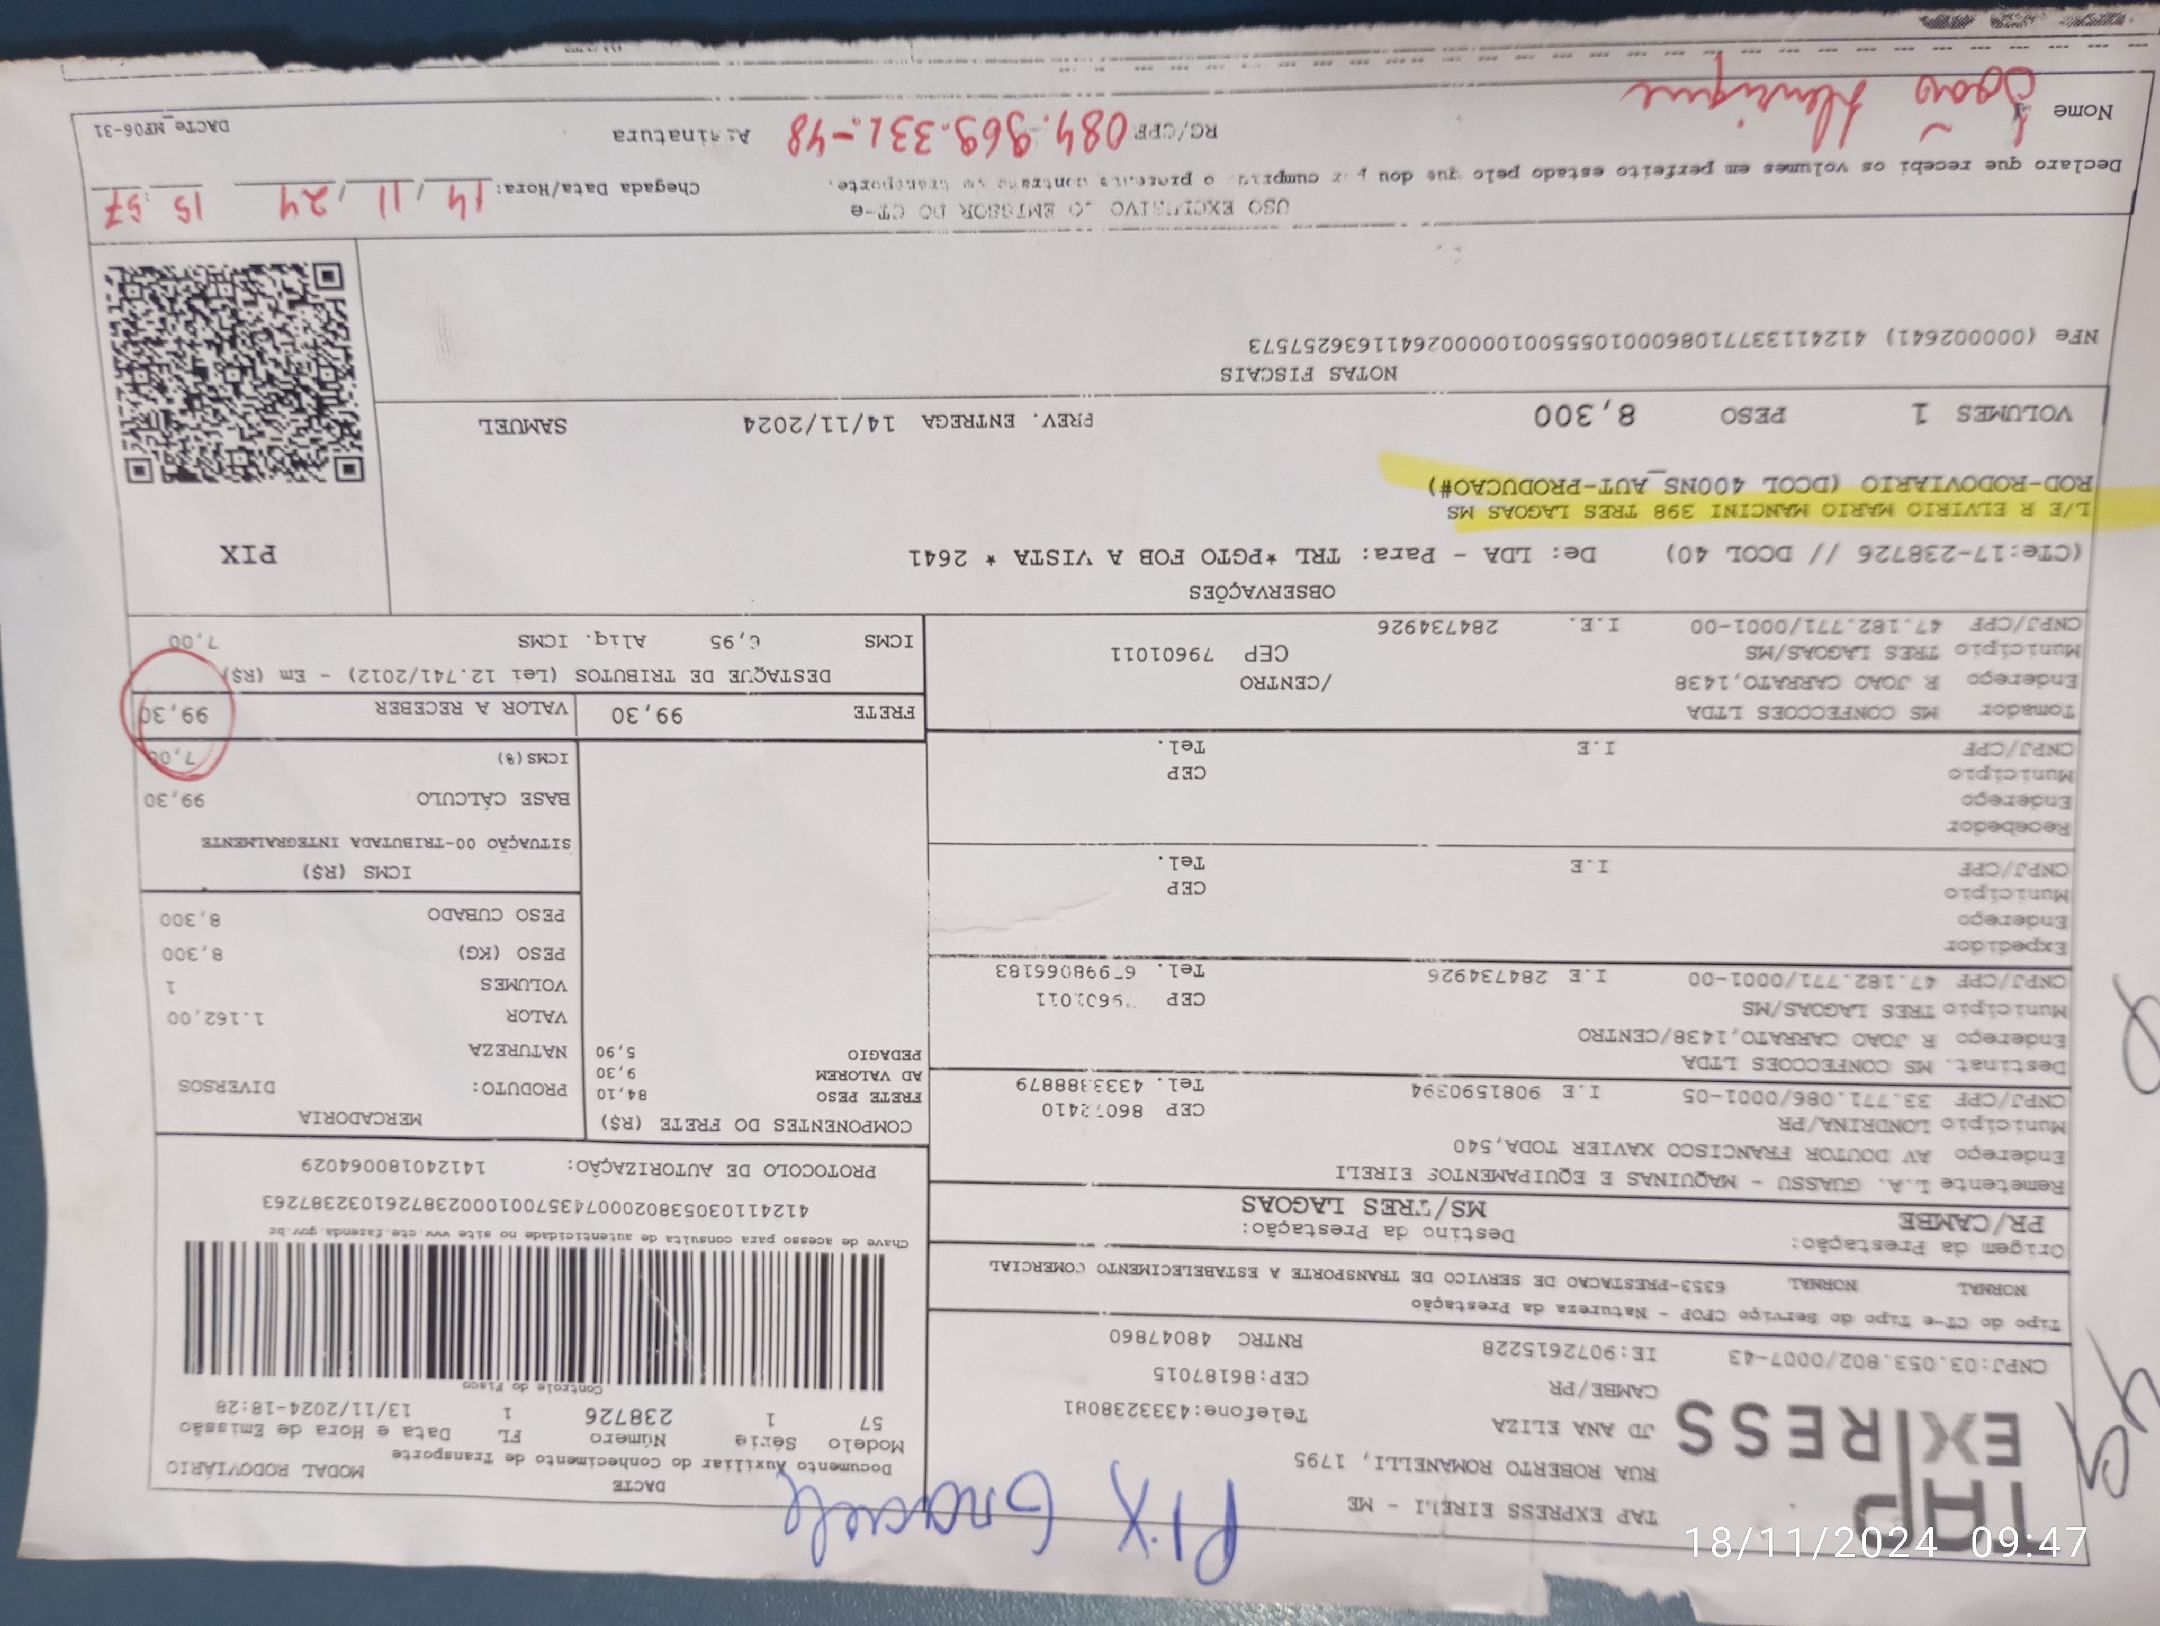 18/11/2024 09:47
PIX
TAP
EXPRESS
TAP EXPRESS EIRELI - ME
RUA ROBERTO ROMANELLI, 1795
JD ANA ELIZA Telefone:4333238081
CAMBE/PR CEP:86187015
CNPJ:03.053.802/0007-43 IE:9072615228 RNTRC 48047860
DACTE MODAL RODOVIÁRIO
Documento Auxiliar do Conhecimento de Transporte
Modelo Série Número FL Data e Hora de Emissão
57 1 238726 1 13/11/2024-18:28
Controle do Fisco
Chave de acesso para consulta de autenticidade no site www.cte.fazenda.gov.br
41241103053802000743570010002387261032387263
PROTOCOLO DE AUTORIZAÇÃO: 141240180064029
Tipo do CT-e Tipo do Serviço CFOP - Natureza da Prestação
NORMAL NORMAL 6353-PRESTACAO DE SERVICO DE TRANSPORTE A ESTABELECIMENTO COMERCIAL
Origem da Prestação: Destino da Prestação:
PR/CAMBE MS/TRES LAGOAS
Remetente L.A. GUASSU - MAQUINAS E EQUIPAMENTOS EIRELI
Endereço AV DOUTOR FRANCISCO XAVIER TODA,540
Município LONDRINA/PR CEP 86072410
CNPJ/CPF 33.771.086/0001-05 I.E 9081590394 Tel. 4333388879
Destinat. MS CONFECCOES LTDA
Endereço R JOAO CARRATO,1438/CENTRO
Município TRES LAGOAS/MS CEP 79601011
CNPJ/CPF 47.182.771/0001-00 I.E 284734926 Tel. 6798066183
Expedidor
Endereço
Município CEP
CNPJ/CPF I.E Tel.
Recebedor
Endereço
Município CEP
CNPJ/CPF I.E Tel.
Tomador MS CONFECCOES LTDA
Endereço R JOAO CARRATO,1438 /CENTRO
Município TRES LAGOAS/MS CEP 79601011
CNPJ/CPF 47.182.771/0001-00 I.E. 284734926
COMPONENTES DO FRETE (R$)
FRETE PESO 84,10
AD VALOREM 9,30
PEDAGIO 5,90
MERCADORIA
PRODUTO: DIVERSOS
NATUREZA
VALOR 1.162,00
VOLUMES 1
PESO (KG) 8,300
PESO CUBADO 8,300
ICMS (R$)
SITUAÇÃO 00-TRIBUTADA INTEGRALMENTE
BASE CÁLCULO 99,30
ICMS(%) 7,00
FRETE 99,30 VALOR A RECEBER 99,30
DESTAQUE DE TRIBUTOS (Lei 12.741/2012) - Em (R$)
ICMS 6,95 Aliq. ICMS 7,00
OBSERVAÇÕES
(CTe:17-238726 // DCOL 40) De: LDA - Para: TRL *PGTO FOB A VISTA * 2641
L/E R ELVIRIO MARIO MANCINI 398 TRES LAGOAS MS
ROD-RODOVIARIO (DCOL 400NS_AUT-PRODUCAO#)
PIX
VOLUMES 1 PESO 8,300 PREV. ENTREGA 14/11/2024 SAMUEL
NOTAS FISCAIS
NFe (000002641) 41241133771086000105550010000026411636257573
USO EXCLUSIVO DO EMISSOR DO CT-e
Declaro que recebi os volumes em perfeito estado pelo que dou por cumprido o presente contrato de transporte. Chegada Data/Hora: 14/11/24 15:57
Nome João Henrique RG/CPF 084.969.331-48 Assinatura DACTe_MF06-31